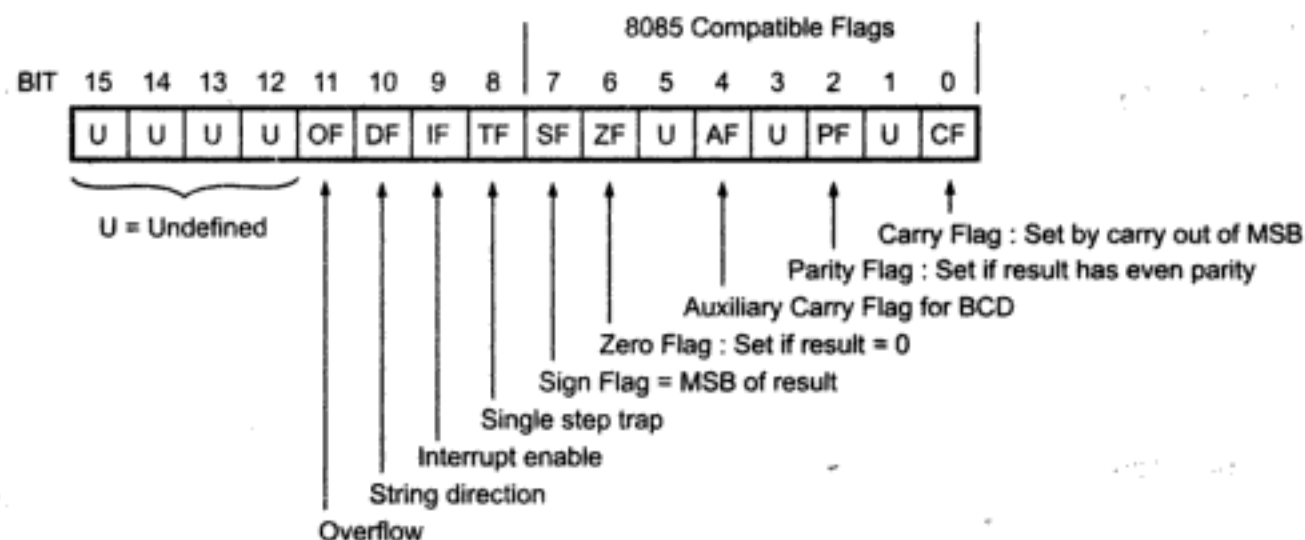 8085 Compatible Flags
BIT 15 14 13 12 11 10 9 8 7 6 5 4 3 2 1 0
U U U U OF DF IF TF SF ZF U AF U PF U CF
U = Undefined
Carry Flag : Set by carry out of MSB
Parity Flag : Set if result has even parity
Auxiliary Carry Flag for BCD
Zero Flag : Set if result = 0
Sign Flag = MSB of result
Single step trap
Interrupt enable
String direction
Overflow